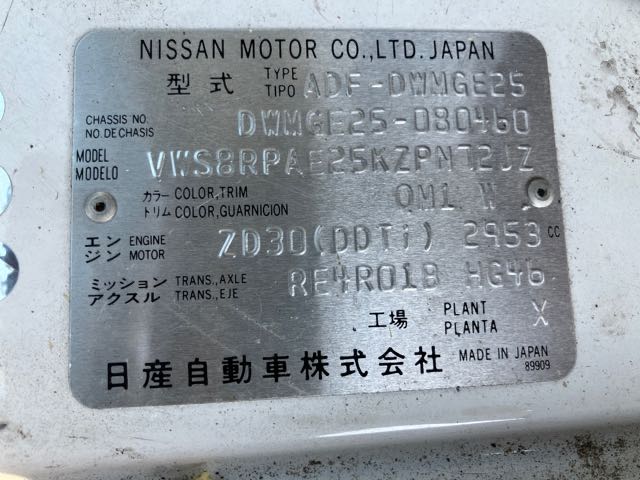 NISSAN MOTOR CO.,LTD. JAPAN
型式 TYPE TIPO ADF-DWMGE25
CHASSIS NO. NO. DE CHASIS DWMGE25-080460
MODEL MODELO VWS8RPAE25KZPM72JZ
カラー COLOR, TRIM
トリム COLOR, GUARNICION QM1 W J
エン ENGINE
ジン MOTOR ZD30(DDTi) 2953 CC
ミッション TRANS., AXLE
アクスル TRANS., EJE RE4R01B HG46
工場 PLANT PLANTA X
日産自動車株式会社 MADE IN JAPAN
89909